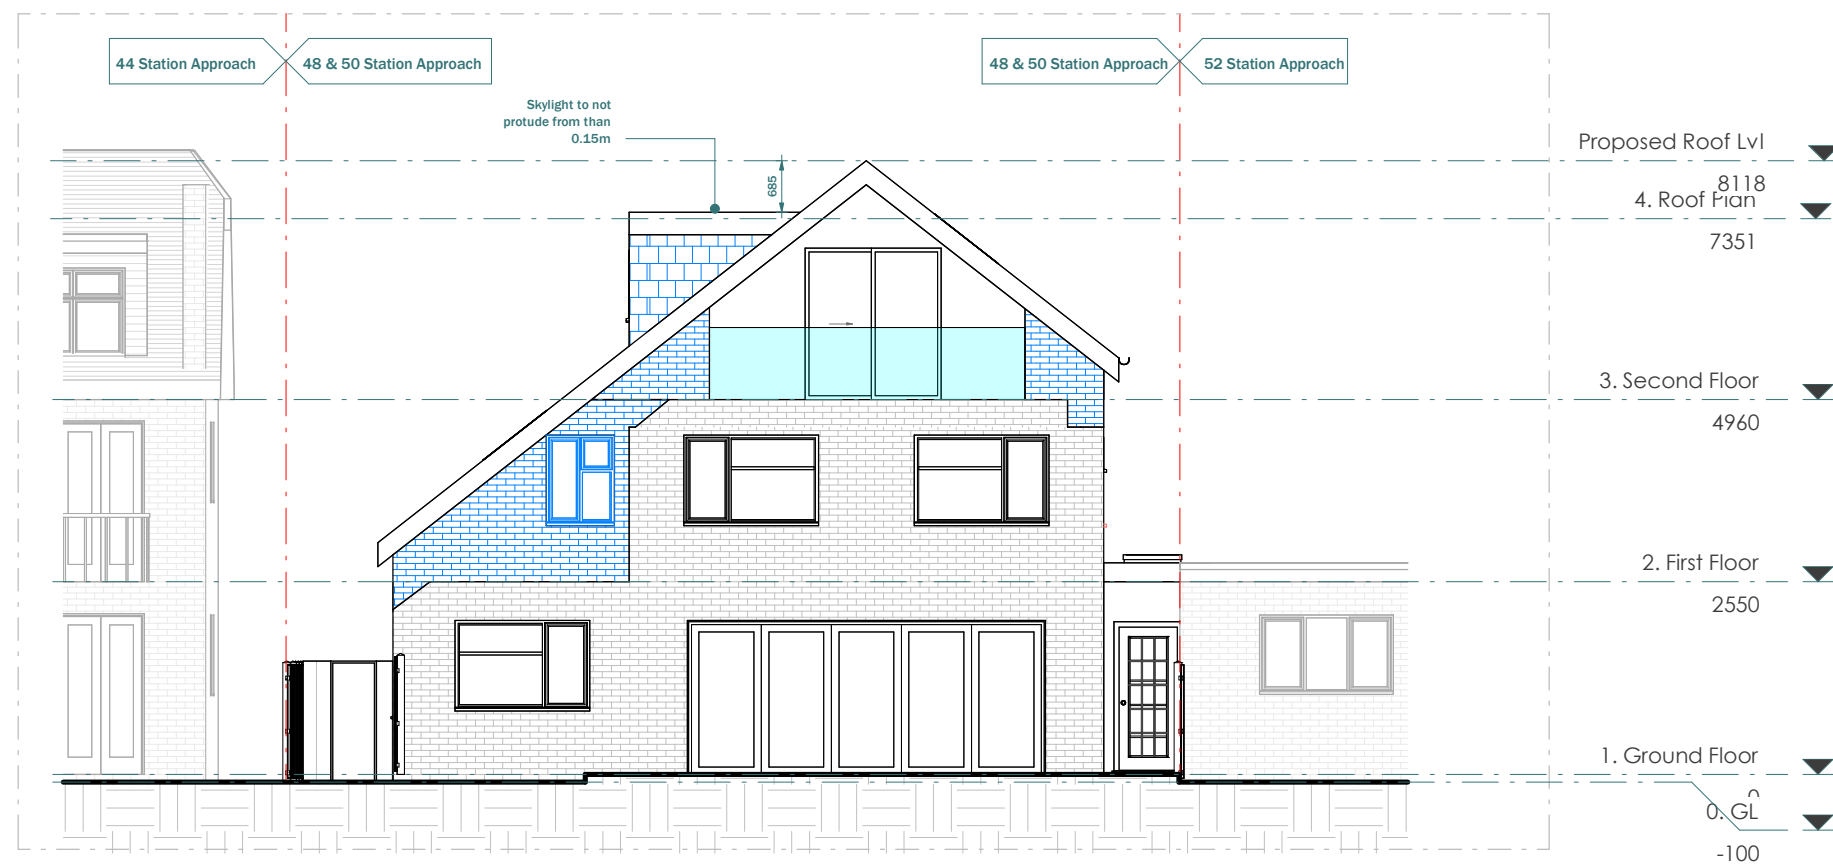 44 Station Approach
48 & 50 Station Approach
48 & 50 Station Approach
52 Station Approach
Skylight to not
protude from than
0.15m
685
Proposed Roof Lvl
8118
4. Roof Plan
7351
3. Second Floor
4960
2. First Floor
2550
1. Ground Floor
0
0. GL
-100